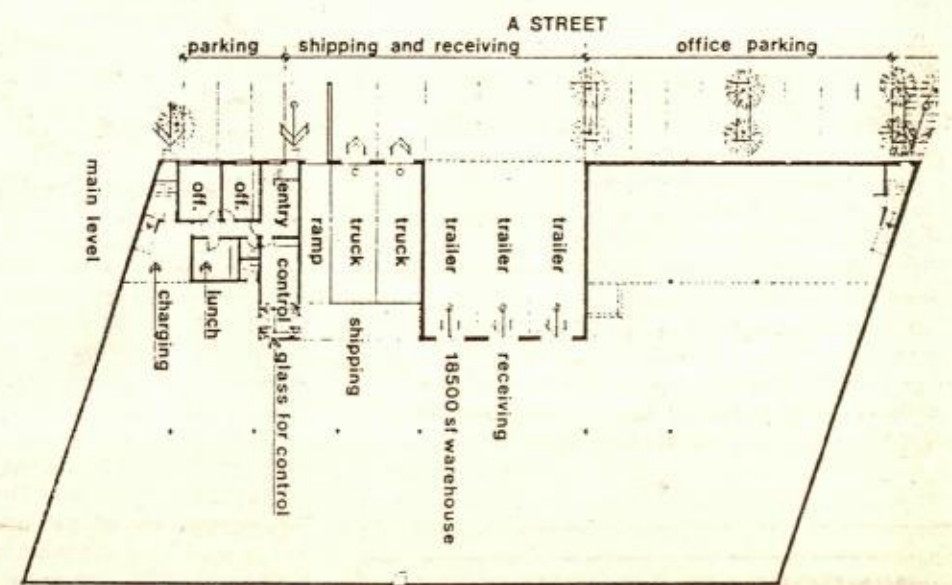 A STREET
parking
shipping and receiving
office parking
main level
off.
off.
entry
ramp
truck
truck
trailer
trailer
trailer
control
charging
lunch
glass for control
shipping
18500 sf warehouse
receiving